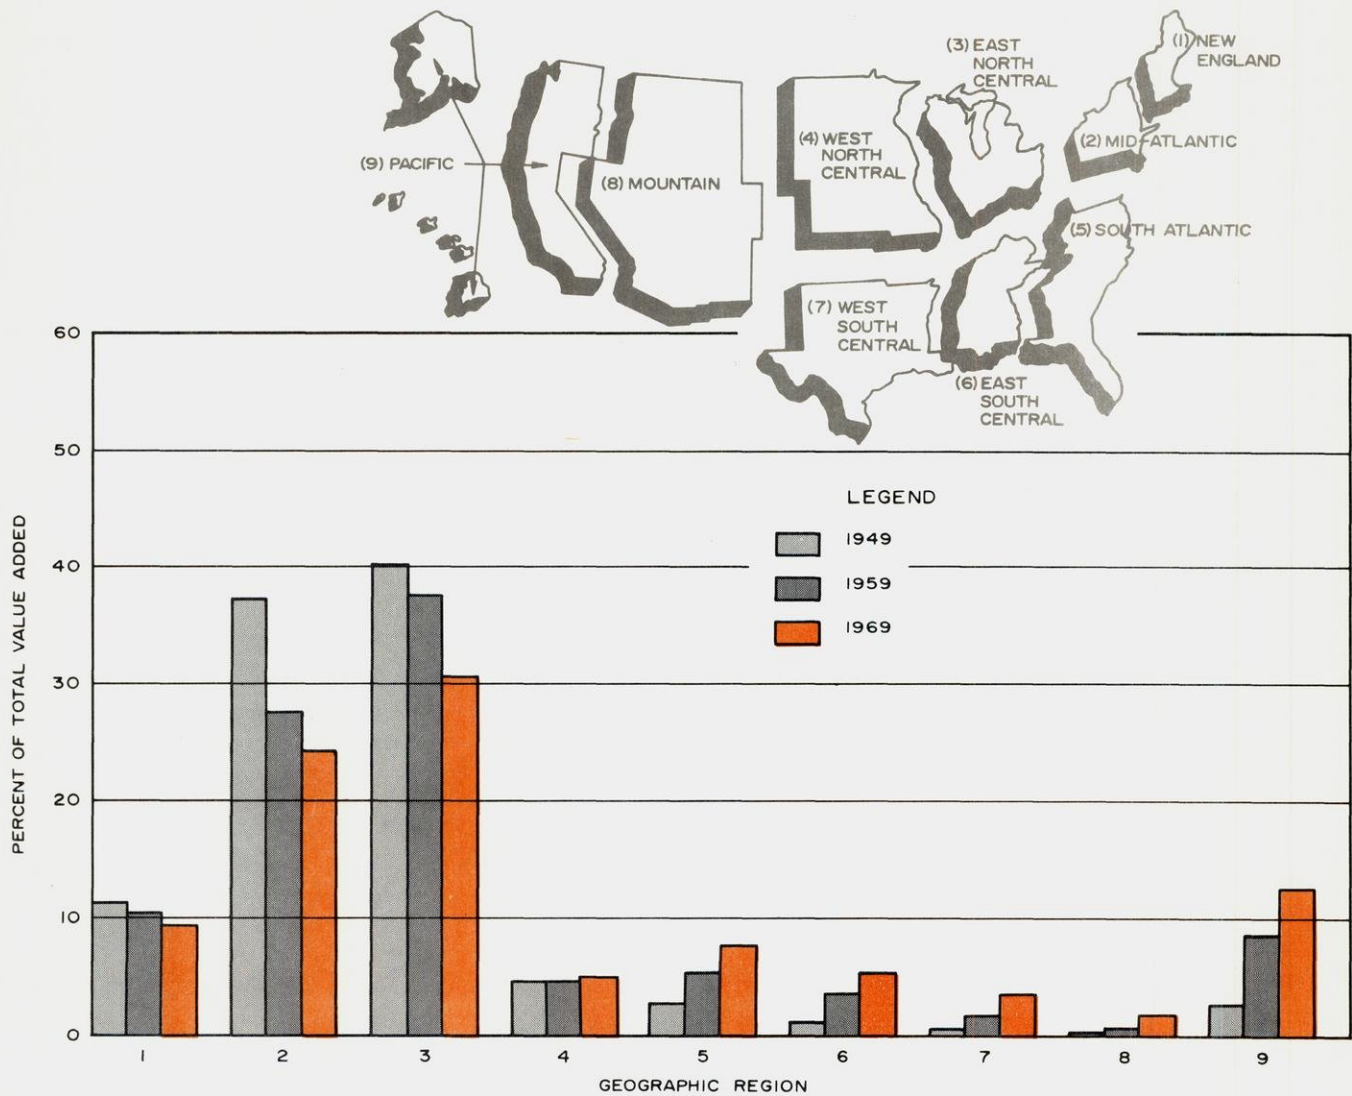 (1) NEW
ENGLAND
(3) EAST
NORTH
CENTRAL
(2) MID-ATLANTIC
(4) WEST
NORTH
CENTRAL
(9) PACIFIC
(8) MOUNTAIN
(5) SOUTH ATLANTIC
(7) WEST
SOUTH
CENTRAL
(6) EAST
SOUTH
CENTRAL
60
50
40
30
20
10
0
PERCENT OF TOTAL VALUE ADDED
LEGEND
1949
1959
1969
1 2 3 4 5 6 7 8 9
GEOGRAPHIC REGION